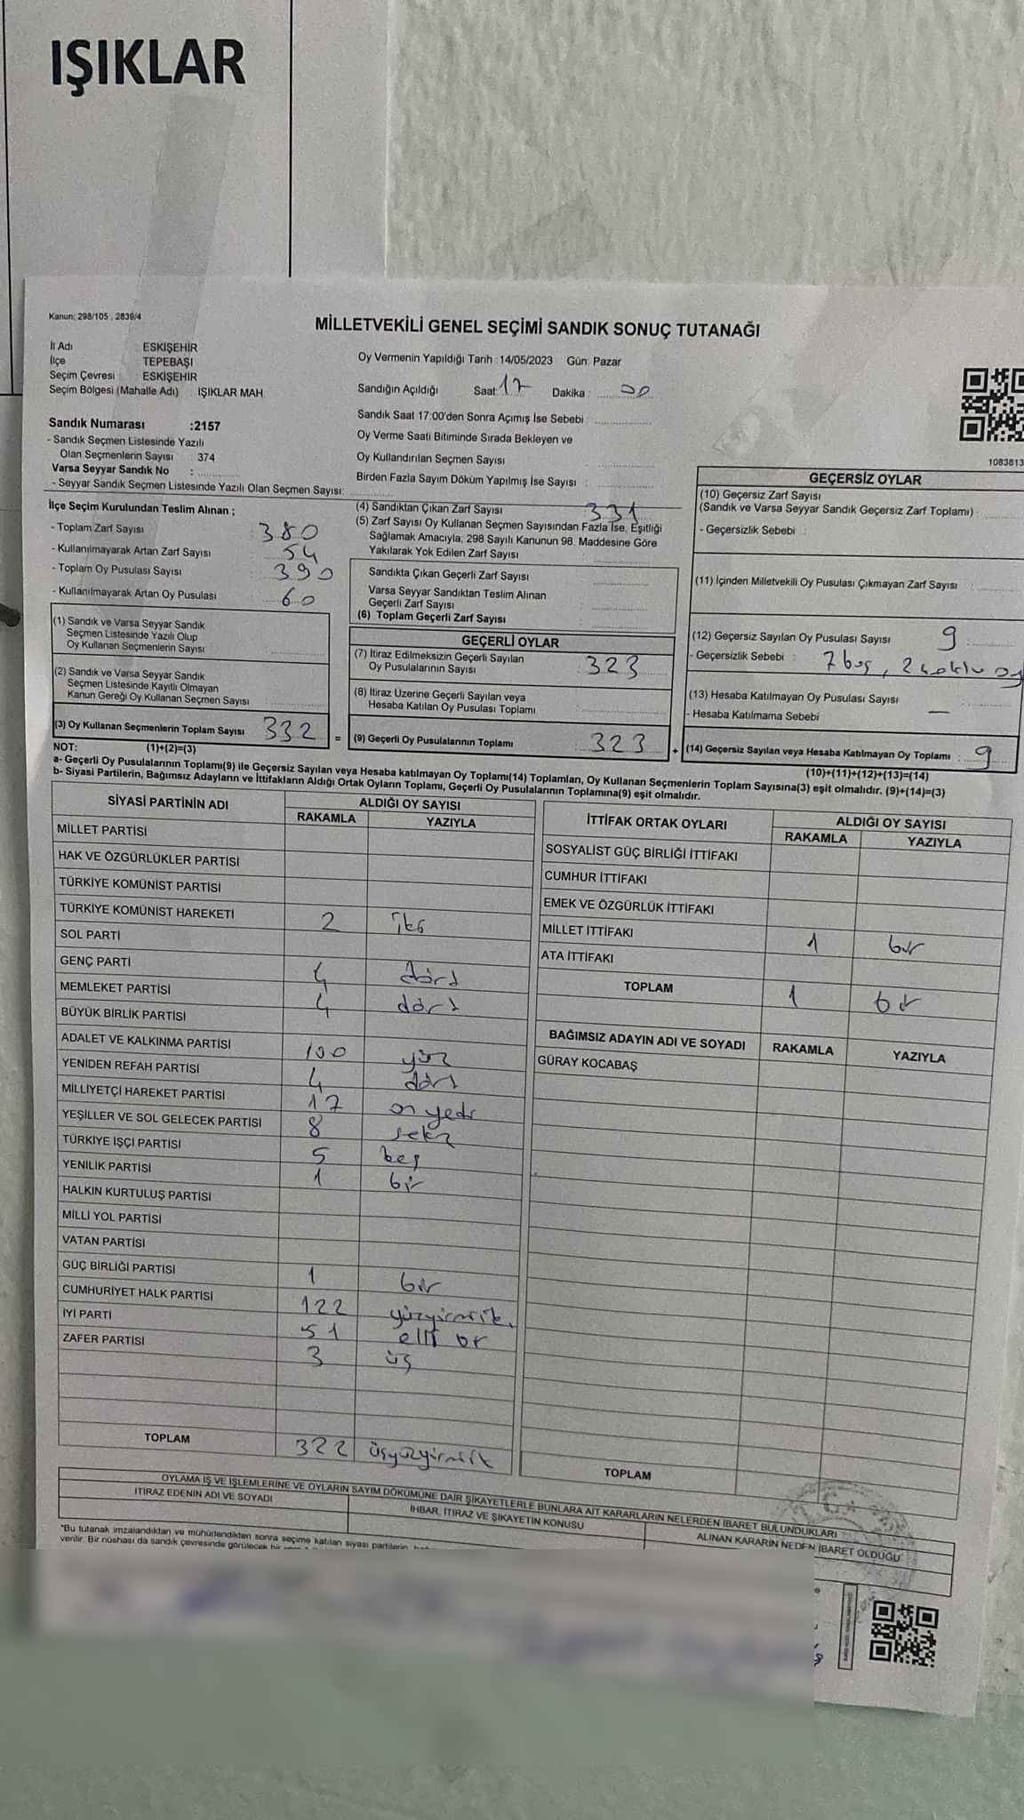 IŞIKLAR
Kanun: 298/105 , 2839/4
MİLLETVEKİLİ GENEL SEÇİMİ SANDIK SONUÇ TUTANAĞI
İl Adı ESKİŞEHİR
İlçe TEPEBAŞI
Seçim Çevresi ESKİŞEHİR
Seçim Bölgesi (Mahalle Adı) IŞIKLAR MAH
Sandık Numarası :2157
- Sandık Seçmen Listesinde Yazılı
Olan Seçmenlerin Sayısı 374
Varsa Seyyar Sandık No :
- Seyyar Sandık Seçmen Listesinde Yazılı Olan Seçmen Sayısı:
Oy Vermenin Yapıldığı Tarih :14/05/2023 Gün: Pazar
Sandığın Açıldığı Saat 17 Dakika : 00
Sandık Saat 17:00'den Sonra Açımış İse Sebebi :
Oy Verme Saati Bitiminde Sırada Bekleyen ve
Oy Kullandırılan Seçmen Sayısı
Birden Fazla Sayım Döküm Yapılmış İse Sayısı :
İlçe Seçim Kurulundan Teslim Alınan ;
- Toplam Zarf Sayısı : 380
- Kullanılmayarak Artan Zarf Sayısı : 54
- Toplam Oy Pusulası Sayısı : 390
- Kullanılmayarak Artan Oy Pusulası : 60
(1) Sandık ve Varsa Seyyar Sandık
Seçmen Listesinde Yazılı Olup
Oy Kullanan Seçmenlerin Sayısı
(2) Sandık ve Varsa Seyyar Sandık
Seçmen Listesinde Kayıtlı Olmayan
Kanun Gereği Oy Kullanan Seçmen Sayısı
(3) Oy Kullanan Seçmenlerin Toplam Sayısı 332 =
(4) Sandıktan Çıkan Zarf Sayısı 331
(5) Zarf Sayısı Oy Kullanan Seçmen Sayısından Fazla İse, Eşitliği
Sağlamak Amacıyla, 298 Sayılı Kanunun 98. Maddesine Göre
Yakılarak Yok Edilen Zarf Sayısı
Sandıkta Çıkan Geçerli Zarf Sayısı
Varsa Seyyar Sandıktan Teslim Alınan
Geçerli Zarf Sayısı
(6) Toplam Geçerli Zarf Sayısı
GEÇERLİ OYLAR
(7) İtiraz Edilmeksizin Geçerli Sayılan
Oy Pusulalarının Sayısı : 323
(8) İtiraz Üzerine Geçerli Sayılan veya
Hesaba Katılan Oy Pusulası Toplamı
(9) Geçerli Oy Pusulalarının Toplamı : 323 +
1083813
GEÇERSİZ OYLAR
(10) Geçersiz Zarf Sayısı
(Sandık ve Varsa Seyyar Sandık Geçersiz Zarf Toplamı)
- Geçersizlik Sebebi :
(11) İçinden Milletvekili Oy Pusulası Çıkmayan Zarf Sayısı :
(12) Geçersiz Sayılan Oy Pusulası Sayısı 9
- Geçersizlik Sebebi : 7 boş, 2 çoklu oy
(13) Hesaba Katılmayan Oy Pusulası Sayısı —
- Hesaba Katılmama Sebebi :
(14) Geçersiz Sayılan veya Hesaba Katılmayan Oy Toplamı : 9
NOT: (1)+(2)=(3)
(10)+(11)+(12)+(13)=(14)
a- Geçerli Oy Pusulalarının Toplamı(9) ile Geçersiz Sayılan veya Hesaba katılmayan Oy Toplamı(14) Toplamları, Oy Kullanan Seçmenlerin Toplam Sayısına(3) eşit olmalıdır. (9)+(14)=(3)
b- Siyasi Partilerin, Bağımsız Adayların ve İttifakların Aldığı Ortak Oyların Toplamı, Geçerli Oy Pusulalarının Toplamına(9) eşit olmalıdır.
SİYASİ PARTİNİN ADI ALDIĞI OY SAYISI
RAKAMLA YAZIYLA
MİLLET PARTİSİ
HAK VE ÖZGÜRLÜKLER PARTİSİ
TÜRKİYE KOMÜNİST PARTİSİ
TÜRKİYE KOMÜNİST HAREKETİ 2 iki
SOL PARTİ
GENÇ PARTİ 4 dört
MEMLEKET PARTİSİ 4 dört
BÜYÜK BİRLİK PARTİSİ
ADALET VE KALKINMA PARTİSİ 100 yüz
YENİDEN REFAH PARTİSİ 4 dört
MİLLİYETÇİ HAREKET PARTİSİ 17 on yedi
YEŞİLLER VE SOL GELECEK PARTİSİ 8 sekiz
TÜRKİYE İŞÇİ PARTİSİ 5 beş
YENİLİK PARTİSİ 1 bir
HALKIN KURTULUŞ PARTİSİ
MİLLİ YOL PARTİSİ
VATAN PARTİSİ
GÜÇ BİRLİĞİ PARTİSİ 1 bir
CUMHURİYET HALK PARTİSİ 122 yüzyirmiik.
İYİ PARTİ 51 elli bir
ZAFER PARTİSİ 3 üç
TOPLAM 322 üçyüzyirmiik
İTTİFAK ORTAK OYLARI ALDIĞI OY SAYISI
RAKAMLA YAZIYLA
SOSYALİST GÜÇ BİRLİĞİ İTTİFAKI
CUMHUR İTTİFAKI
EMEK VE ÖZGÜRLÜK İTTİFAKI
MİLLET İTTİFAKI 1 bir
ATA İTTİFAKI
TOPLAM 1 bir
BAĞIMSIZ ADAYIN ADI VE SOYADI RAKAMLA YAZIYLA
GÜRAY KOCABAŞ
TOPLAM
OYLAMA İŞ VE İŞLEMLERİNE VE OYLARIN SAYIM DÖKÜMÜNE DAİR ŞİKAYETLERLE BUNLARA AİT KARARLARIN NELERDEN İBARET BULUNDUKLARI
İTİRAZ EDENİN ADI VE SOYADI İHBAR, İTİRAZ VE ŞİKAYETİN KONUSU ALINAN KARARIN NEDEN İBARET OLDUĞU
"Bu tutanak imzalandıktan ve mühürlendikten sonra seçime katılan siyasi partilerin
verilir. Bir nüshası da sandık çevresinde görülecek bir